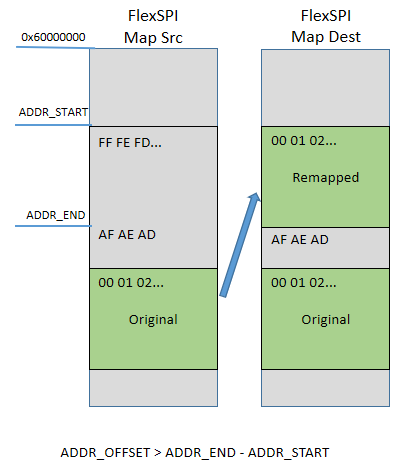 FlexSPI
Map Src
FlexSPI
Map Dest
0x60000000
ADDR_START
FF FE FD...
00 01 02...
Remapped
ADDR_END
AF AE AD
AF AE AD
00 01 02...
Original
00 01 02...
Original
ADDR_OFFSET > ADDR_END - ADDR_START